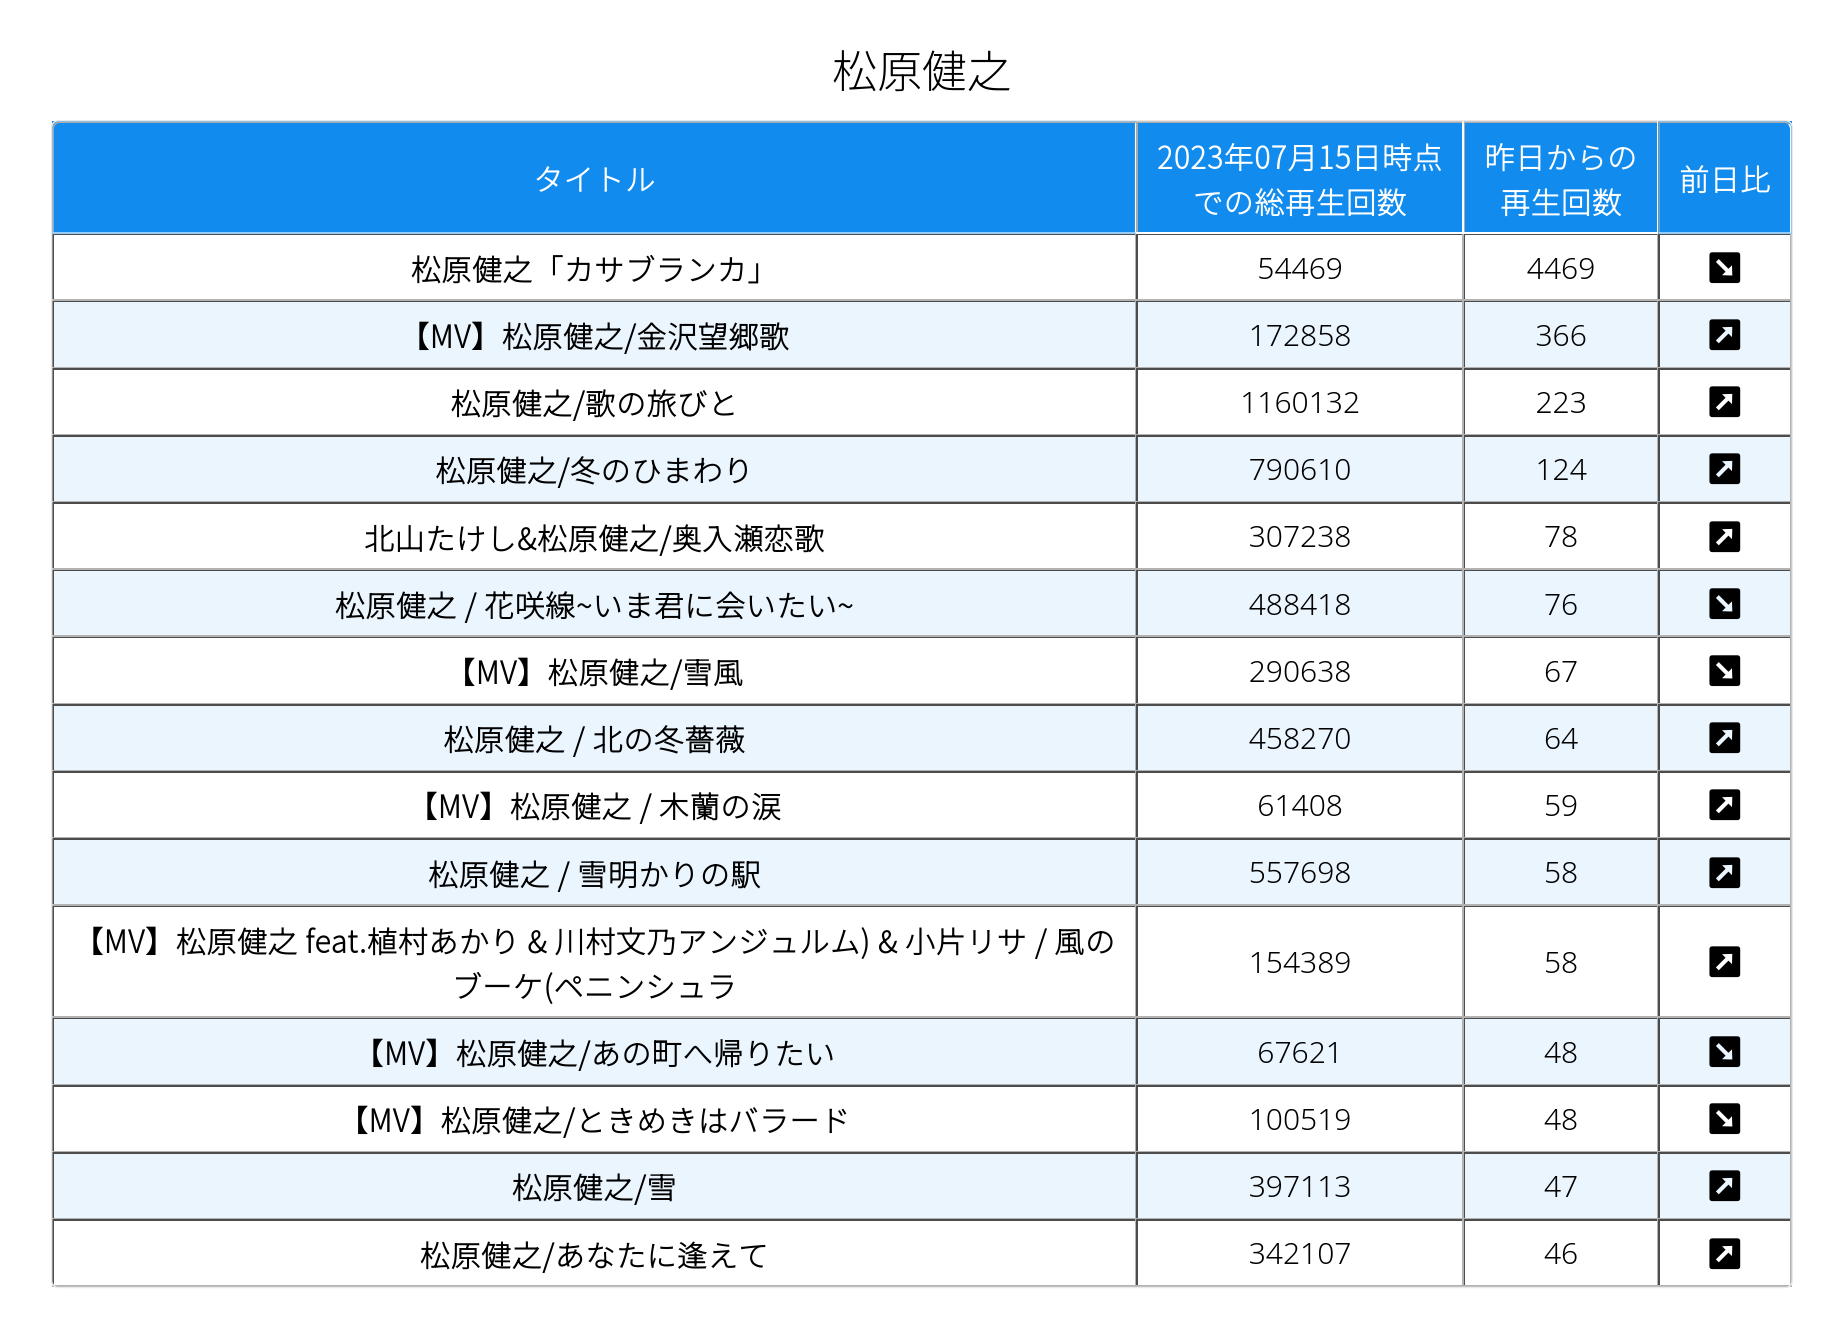 松原健之
タイトル
2023年07月15日時点
での総再生回数
昨日からの
再生回数
前日比
松原健之「カサブランカ」 54469 4469
【MV】松原健之/金沢望郷歌 172858 366
松原健之/歌の旅びと 1160132 223
松原健之/冬のひまわり 790610 124
北山たけし&松原健之/奥入瀬恋歌 307238 78
松原健之 / 花咲線~いま君に会いたい~ 488418 76
【MV】松原健之/雪風 290638 67
松原健之 / 北の冬薔薇 458270 64
【MV】松原健之 / 木蘭の涙 61408 59
松原健之 / 雪明かりの駅 557698 58
【MV】松原健之 feat.植村あかり & 川村文乃アンジュルム) & 小片リサ / 風の
ブーケ(ペニンシュラ
154389 58
【MV】松原健之/あの町へ帰りたい 67621 48
【MV】松原健之/ときめきはバラード 100519 48
松原健之/雪 397113 47
松原健之/あなたに逢えて 342107 46